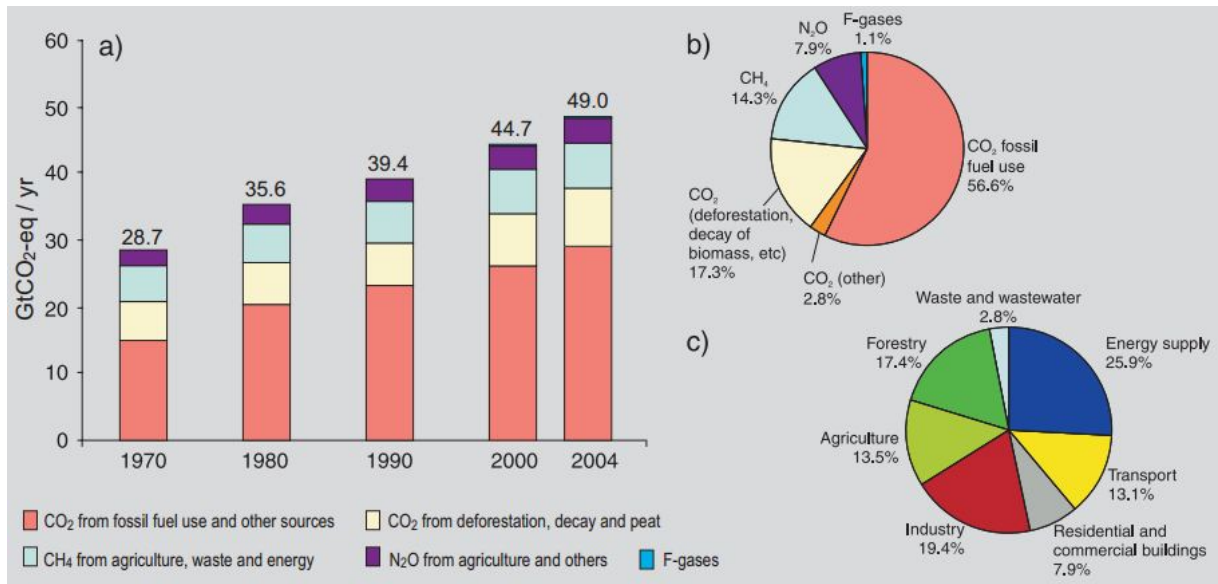 a)
GtCO₂-eq / yr
60
50
40
30
20
10
0
28.7
35.6
39.4
44.7
49.0
1970
1980
1990
2000
2004
CO₂ from fossil fuel use and other sources
CO₂ from deforestation, decay and peat
CH₄ from agriculture, waste and energy
N₂O from agriculture and others
F-gases
b)
F-gases
1.1%
N₂O
7.9%
CH₄
14.3%
CO₂ fossil
fuel use
56.6%
CO₂
(deforestation,
decay of
biomass, etc)
17.3%
CO₂ (other)
2.8%
c)
Waste and wastewater
2.8%
Forestry
17.4%
Energy supply
25.9%
Agriculture
13.5%
Transport
13.1%
Industry
19.4%
Residential and
commercial buildings
7.9%